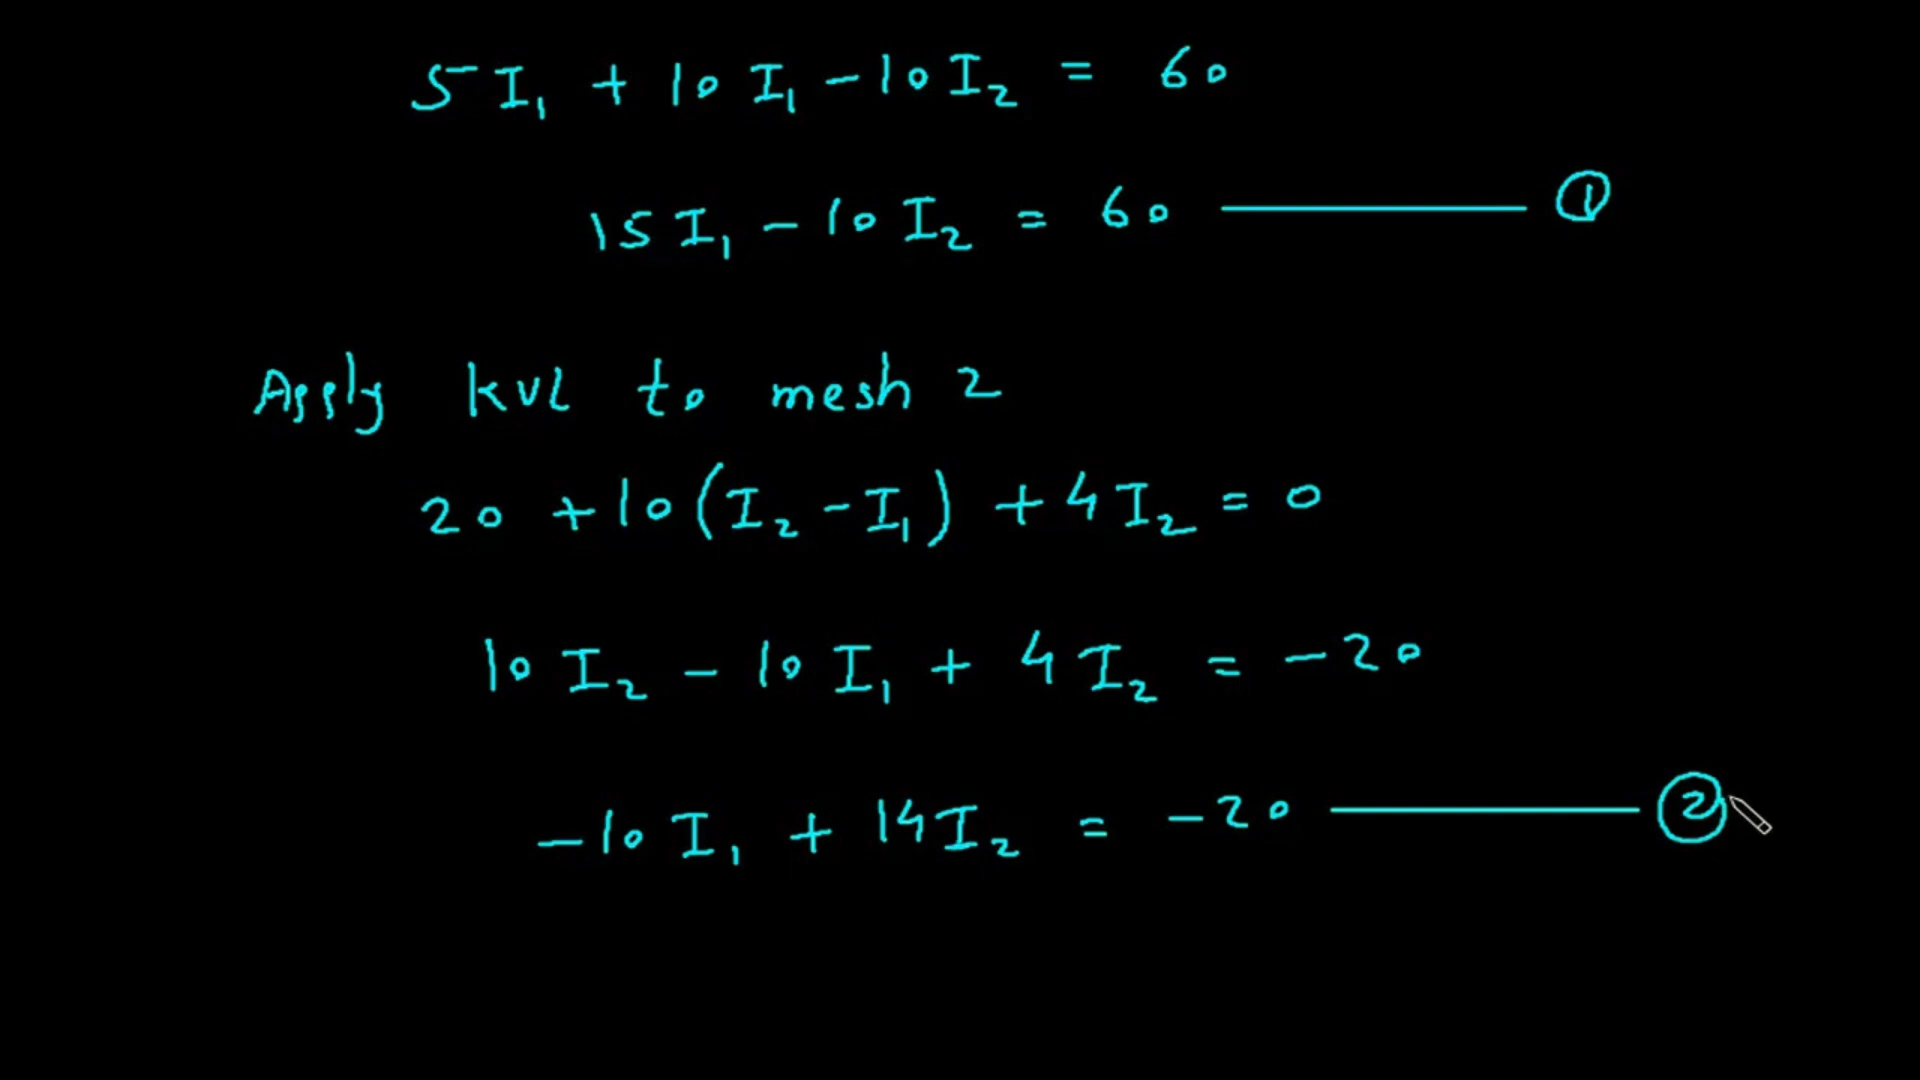 5I₁ + 10I₁ - 10I₂ = 60
15I₁ - 10I₂ = 60 ——— ①
Apply kvl to mesh 2
20 + 10(I₂ - I₁) + 4I₂ = 0
10I₂ - 10I₁ + 4I₂ = -20
-10I₁ + 14I₂ = -20 ——— ②